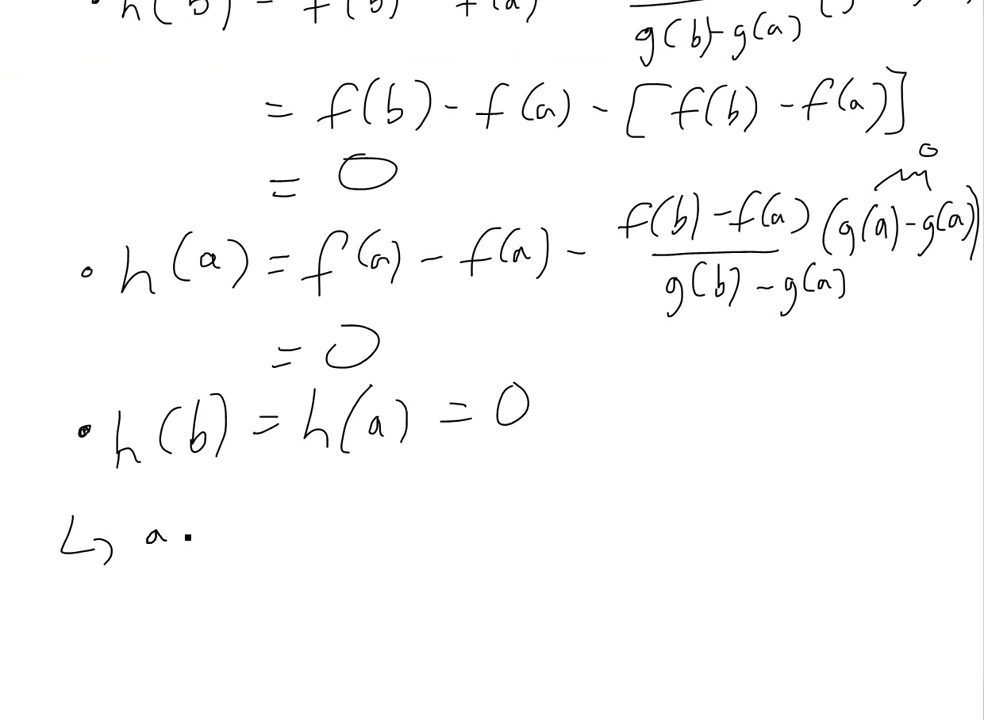 • h(b) = f(b) - f(a)
g(b) - g(a)
= f(b) - f(a) - [f(b) - f(a)]
= 0
0
• h(a) = f(a) - f(a) - f(b) - f(a) / g(b) - g(a) (g(a) - g(a))
= 0
• h(b) = h(a) = 0
↳ a